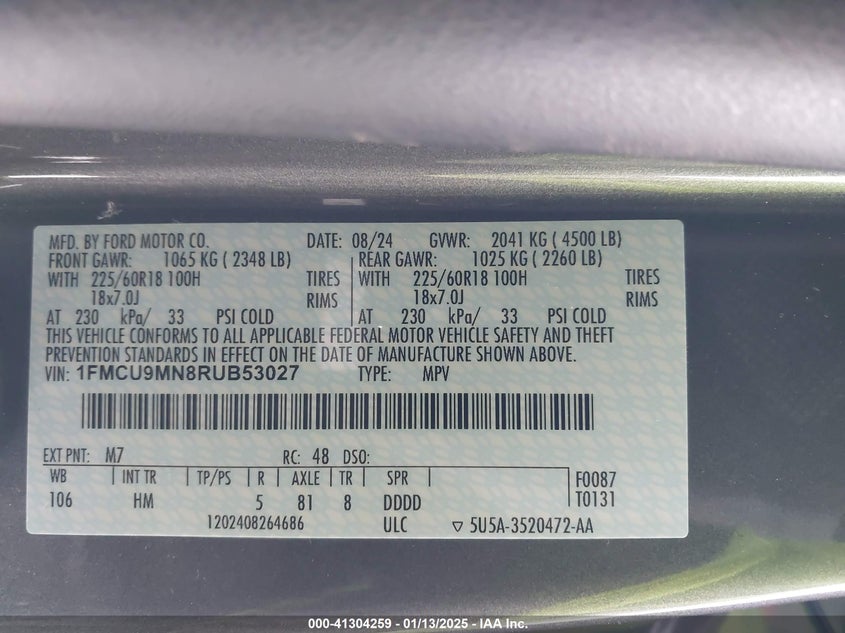 MFD. BY FORD MOTOR CO. DATE: 08/24 GVWR: 2041 KG ( 4500 LB)
FRONT GAWR: 1065 KG ( 2348 LB) REAR GAWR: 1025 KG ( 2260 LB)
WITH 225/60R18 100H TIRES WITH 225/60R18 100H TIRES
18x7.0J RIMS 18x7.0J RIMS
AT 230 kPa/ 33 PSI COLD AT 230 kPa/ 33 PSI COLD
THIS VEHICLE CONFORMS TO ALL APPLICABLE FEDERAL MOTOR VEHICLE SAFETY AND THEFT
PREVENTION STANDARDS IN EFFECT ON THE DATE OF MANUFACTURE SHOWN ABOVE.
VIN: 1FMCU9MN8RUB53027 TYPE: MPV
EXT PNT: M7 RC: 48 DSO:
WB INT TR TP/PS R AXLE TR SPR F0087
106 HM 5 81 8 DDDD T0131
1202408264686 ULC ▽ 5U5A-3520472-AA
000-41304259 - 01/13/2025 - IAA Inc.